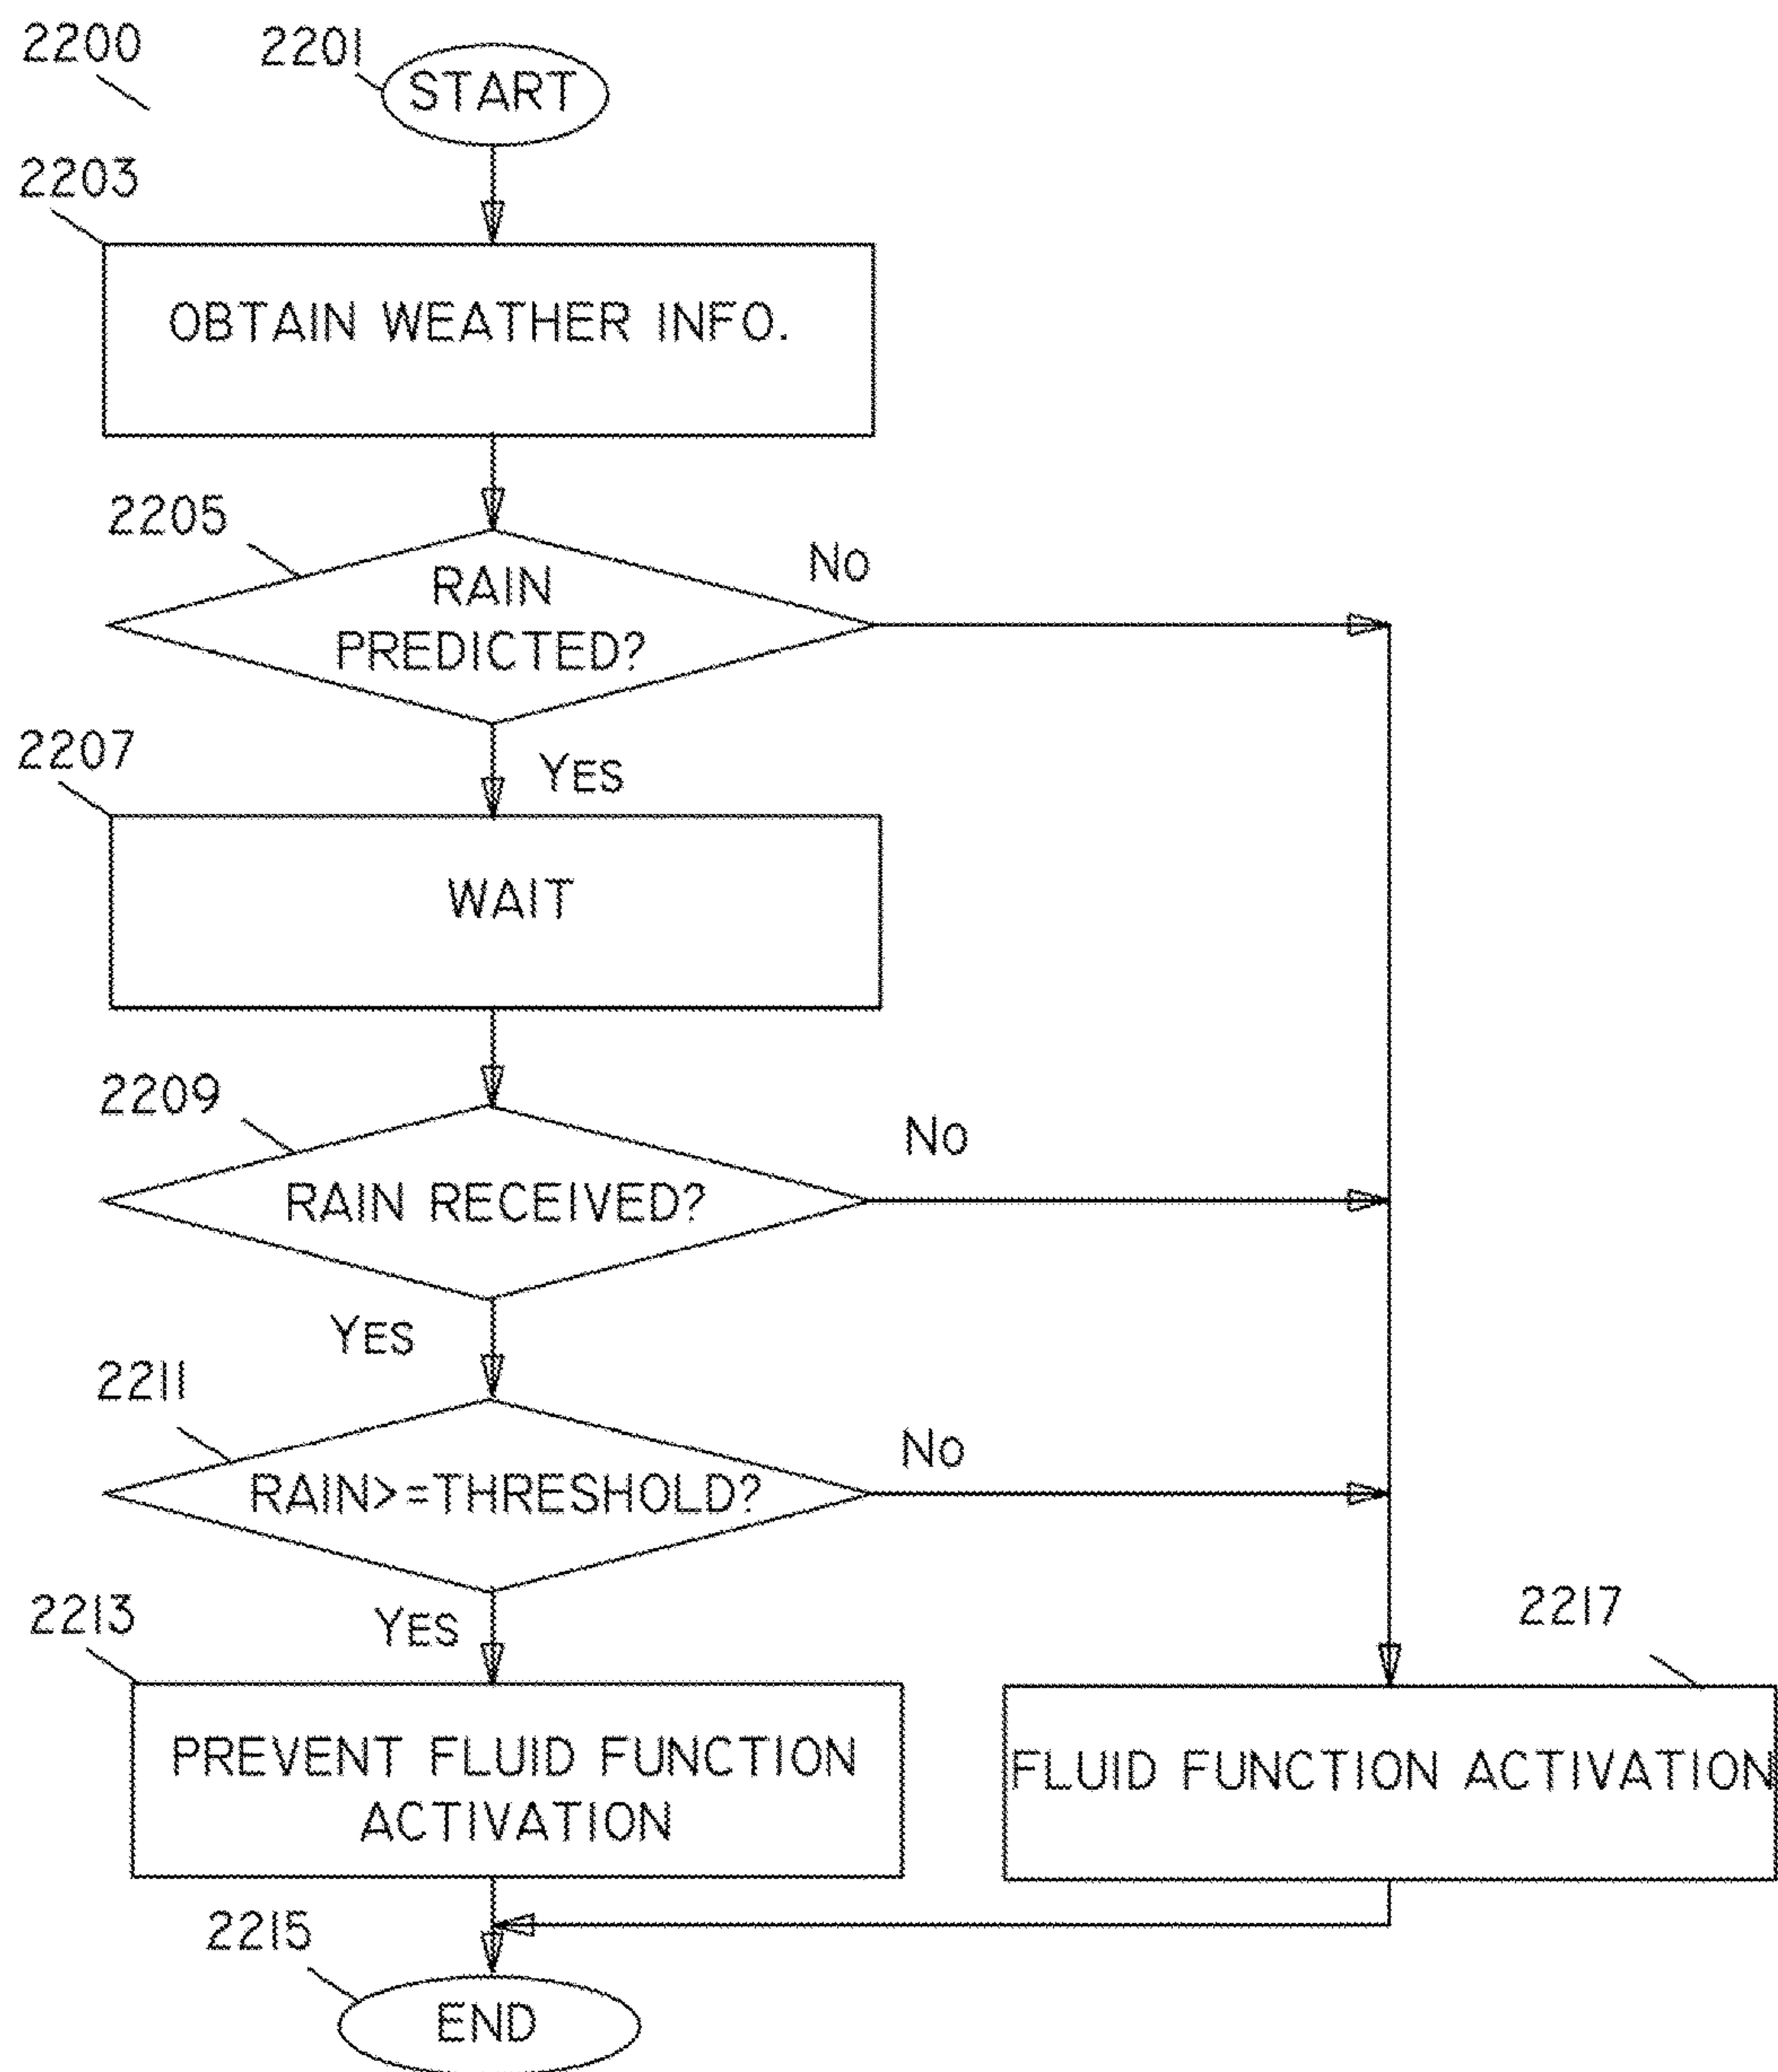 2200
2201
START
2203
OBTAIN WEATHER INFO.
2205
RAIN
PREDICTED?
No
Yes
2207
WAIT
2209
RAIN RECEIVED?
No
Yes
2211
RAIN>=THRESHOLD?
No
Yes
2213
PREVENT FLUID FUNCTION
ACTIVATION
2217
FLUID FUNCTION ACTIVATION
2215
END